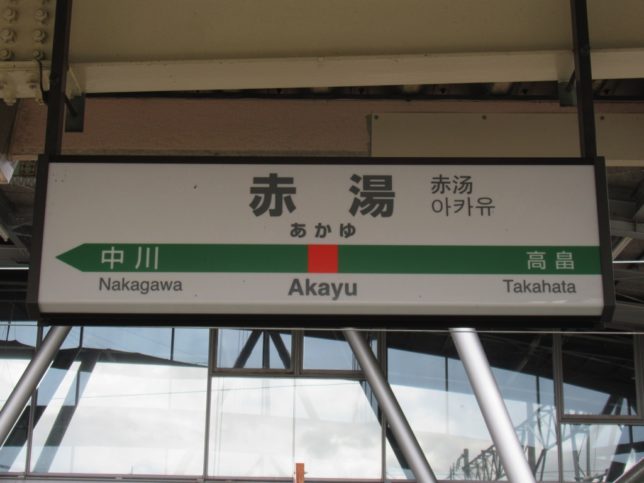 赤湯
赤汤
아카유
あかゆ
中川
高畠
Nakagawa
Akayu
Takahata